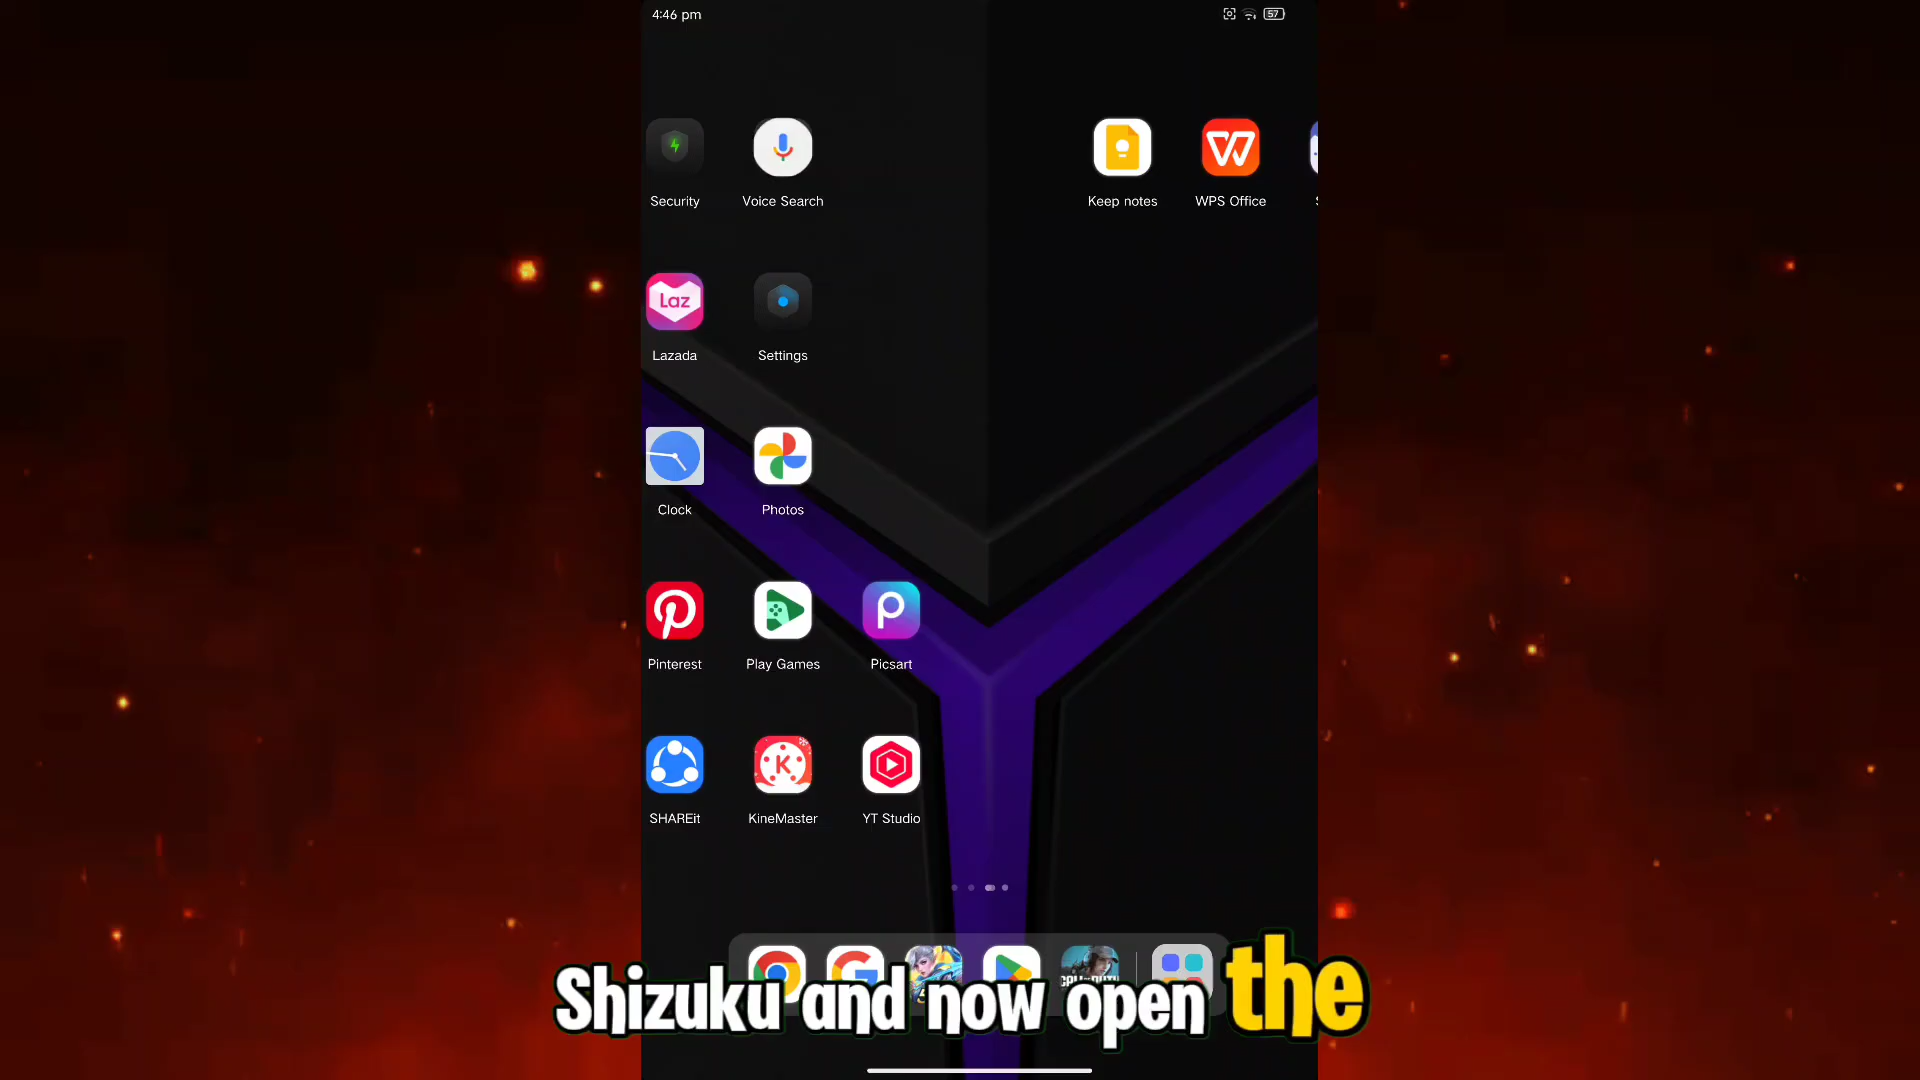 4:46 pm
57
Security
Voice Search
Keep notes
WPS Office
Laz
Lazada
Settings
Clock
Photos
Pinterest
Play Games
Picsart
K
SHAREit
KineMaster
YT Studio
Shizuku and now open the